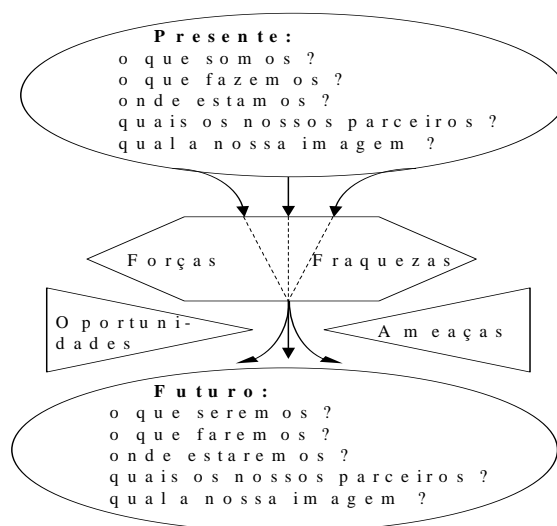 Presente:
o que somos ?
o que fazemos ?
onde estamos ?
quais os nossos parceiros ?
qual a nossa imagem ?
Forças
Fraquezas
Oportuni-
dades
Ameaças
Futuro:
o que seremos ?
o que faremos ?
onde estaremos ?
quais os nossos parceiros ?
qual a nossa imagem ?